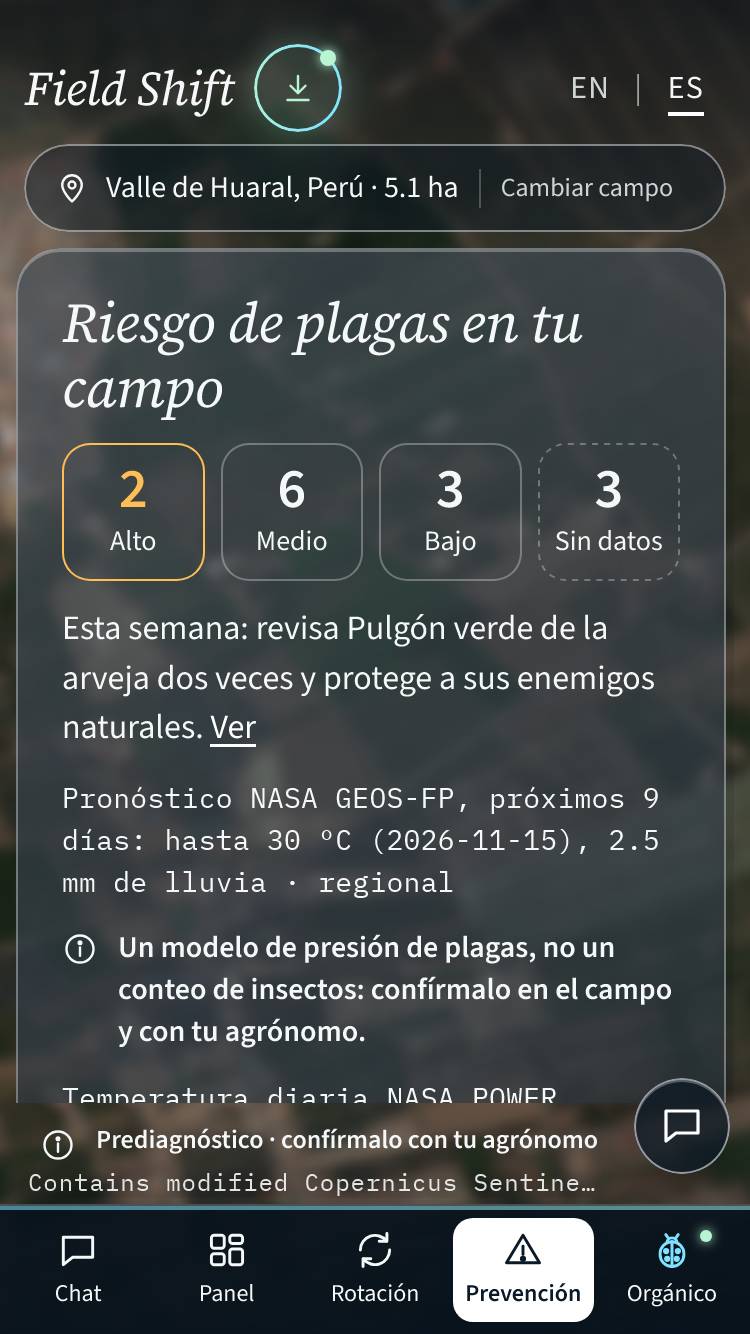 Field Shift
EN | ES
Valle de Huaral, Perú · 5.1 ha | Cambiar campo
Riesgo de plagas en tu
campo
2 6 3 3
Alto Medio Bajo Sin datos
Esta semana: revisa Pulgón verde de la
arveja dos veces y protege a sus enemigos
naturales. Ver
Pronóstico NASA GEOS-FP, próximos 9
días: hasta 30 °C (2026-11-15), 2.5
mm de lluvia · regional
Un modelo de presión de plagas, no un
conteo de insectos: confírmalo en el campo
y con tu agrónomo.
Temperatura diaria NASA POWER
Prediagnóstico · confírmalo con tu agrónomo
Contains modified Copernicus Sentine…
Chat Panel Rotación Prevención Orgánico